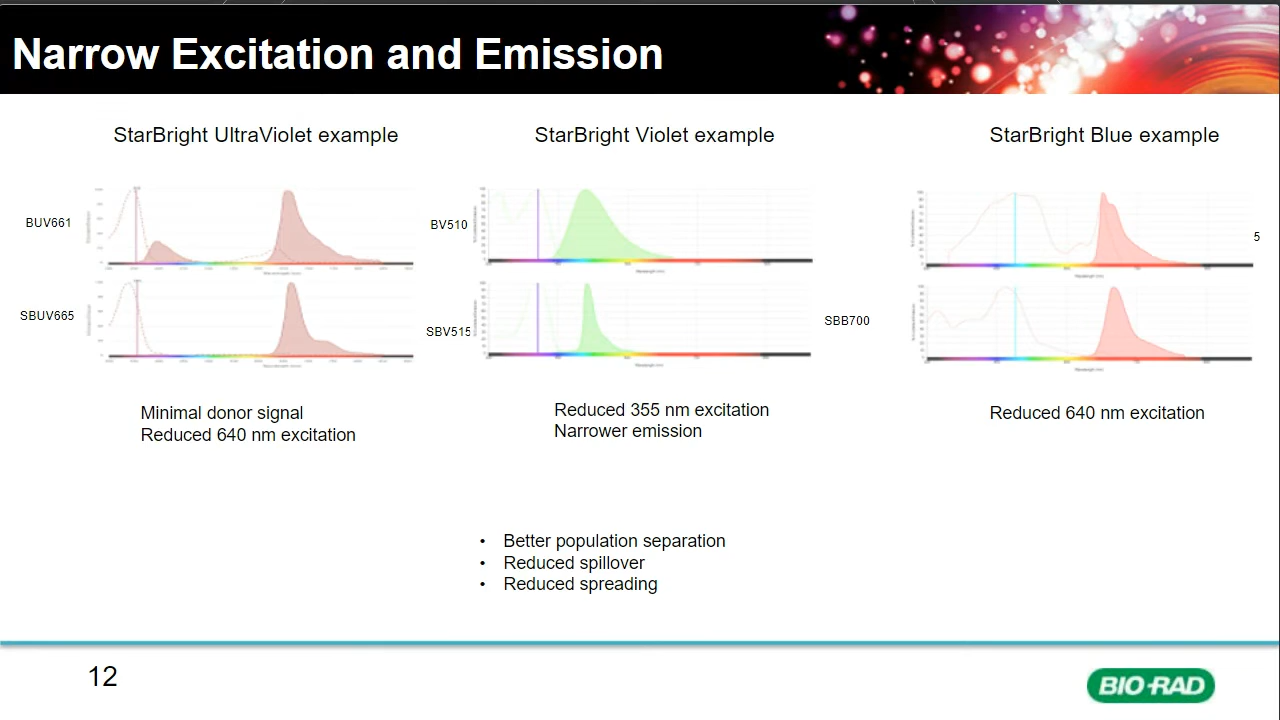 Narrow Excitation and Emission
StarBright UltraViolet example
StarBright Violet example
StarBright Blue example
BUV661
BV510
5
SBUV665
SBV515
SBB700
Minimal donor signal
Reduced 640 nm excitation
Reduced 355 nm excitation
Narrower emission
Reduced 640 nm excitation
• Better population separation
• Reduced spillover
• Reduced spreading
12
BIO-RAD